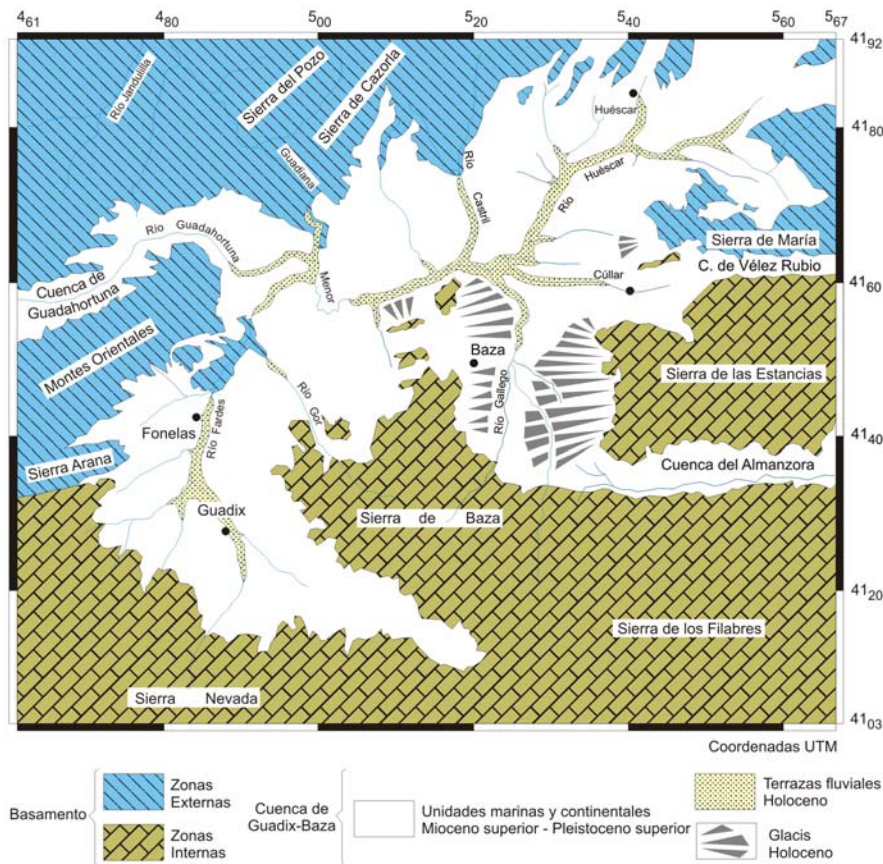 461 480 500 520 540 560 567
4192
Río Jandulilla
Sierra del Pozo
Sierra de Cazorla
Huéscar
4180
Guadiana
Río
Castril
Río
Huéscar
Río Guadahortuna
Menor
Sierra de María
C. de Vélez Rubio
Cuenca de
Guadahortuna
Cúllar
4160
Montes Orientales
Baza
Sierra de las Estancias
Río Gor
Río Gallego
Fonelas
Río Fardes
4140
Sierra Arana
Cuenca del Almanzora
Guadix
Sierra de Baza
4120
Sierra de los Filabres
Sierra Nevada
4103
Coordenadas UTM
Basamento
Zonas
Externas
Zonas
Internas
Cuenca de
Guadix-Baza
Unidades marinas y continentales
Mioceno superior - Pleistoceno superior
Terrazas fluviales
Holoceno
Glacis
Holoceno